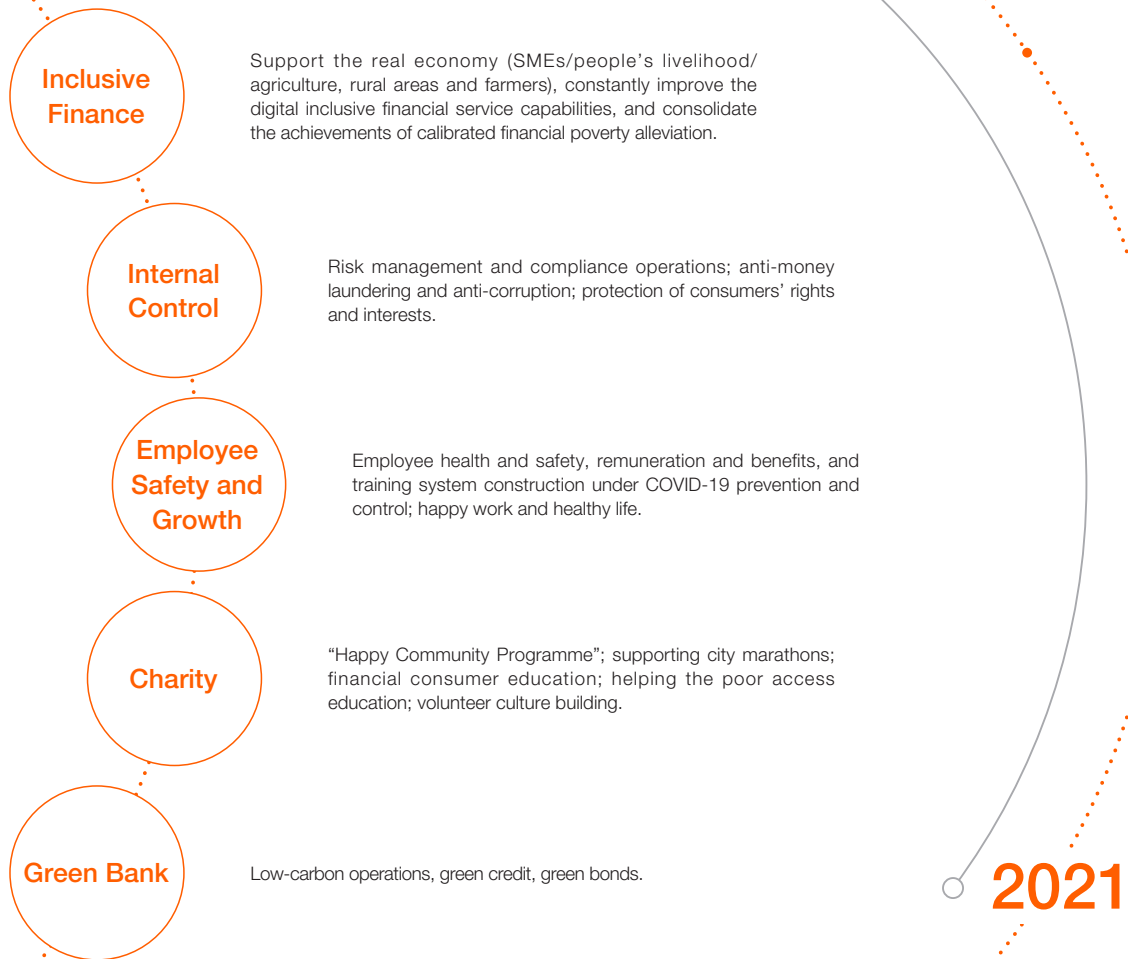 Inclusive
Finance
Support the real economy (SMEs/people’s livelihood/
agriculture, rural areas and farmers), constantly improve the
digital inclusive financial service capabilities, and consolidate
the achievements of calibrated financial poverty alleviation.
Internal
Control
Risk management and compliance operations; anti-money
laundering and anti-corruption; protection of consumers’ rights
and interests.
Employee
Safety and
Growth
Employee health and safety, remuneration and benefits, and
training system construction under COVID-19 prevention and
control; happy work and healthy life.
Charity
“Happy Community Programme”; supporting city marathons;
financial consumer education; helping the poor access
education; volunteer culture building.
Green Bank
Low-carbon operations, green credit, green bonds.
2021